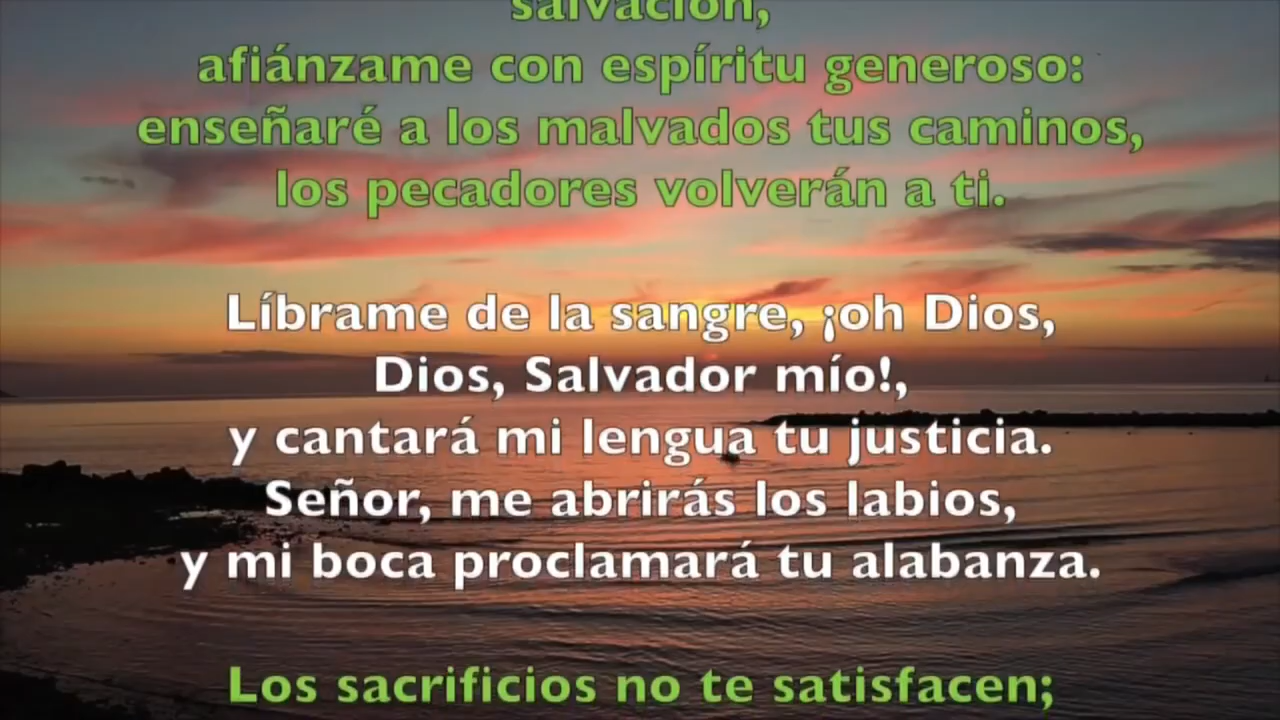 salvación,
afiánzame con espíritu generoso:
enseñaré a los malvados tus caminos,
los pecadores volverán a ti.
Líbrame de la sangre, ¡oh Dios,
Dios, Salvador mío!,
y cantará mi lengua tu justicia.
Señor, me abrirás los labios,
y mi boca proclamará tu alabanza.
Los sacrificios no te satisfacen;